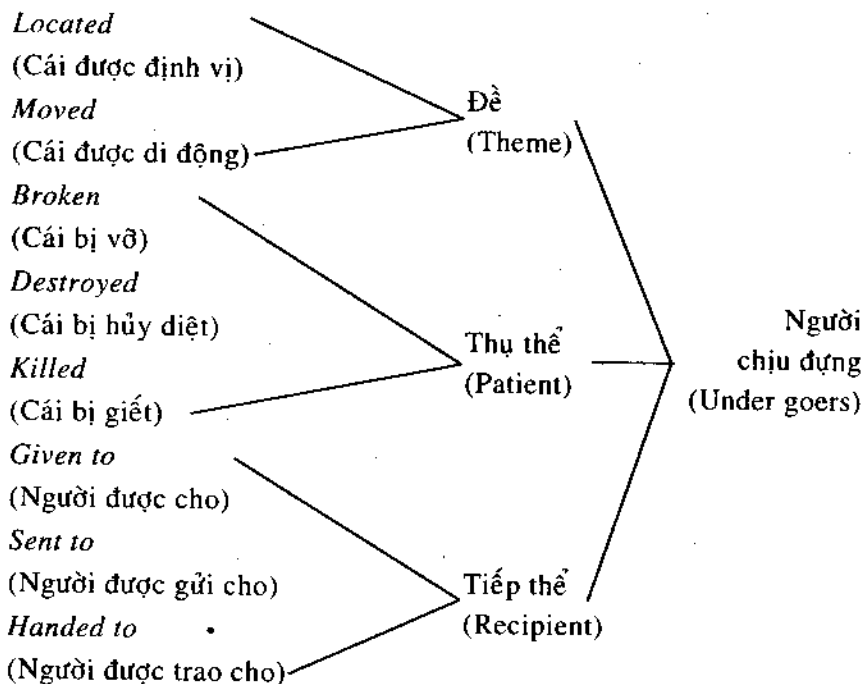 Located
(Cái được định vị)
Moved
(Cái được di động)
Broken
(Cái bị vỡ)
Destroyed
(Cái bị hủy diệt)
Killed
(Cái bị giết)
Given to
(Người được cho)
Sent to
(Người được gửi cho)
Handed to
(Người được trao cho)
Đề
(Theme)
Thụ thể
(Patient)
Tiếp thể
(Recipient)
Người
chịu đựng
(Under goers)